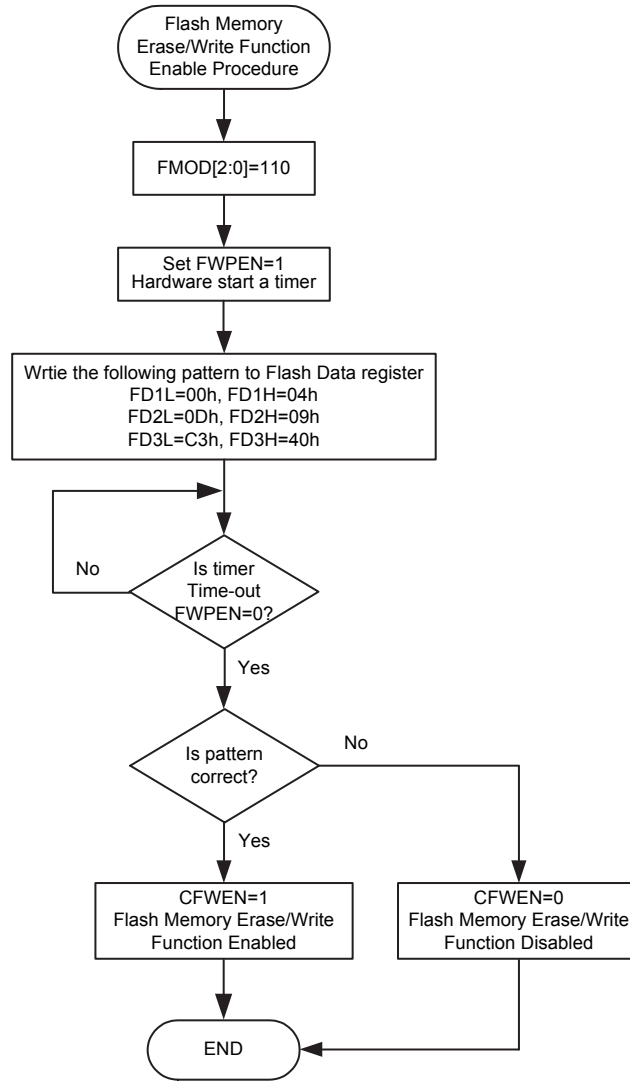 Flash Memory
Erase/Write Function
Enable Procedure
FMOD[2:0]=110
Set FWPEN=1
Hardware start a timer
Wrtie the following pattern to Flash Data register
FD1L=00h, FD1H=04h
FD2L=0Dh, FD2H=09h
FD3L=C3h, FD3H=40h
No
Is timer
Time-out
FWPEN=0?
Yes
Is pattern
correct?
No
Yes
CFWEN=1
Flash Memory Erase/Write
Function Enabled
CFWEN=0
Flash Memory Erase/Write
Function Disabled
END